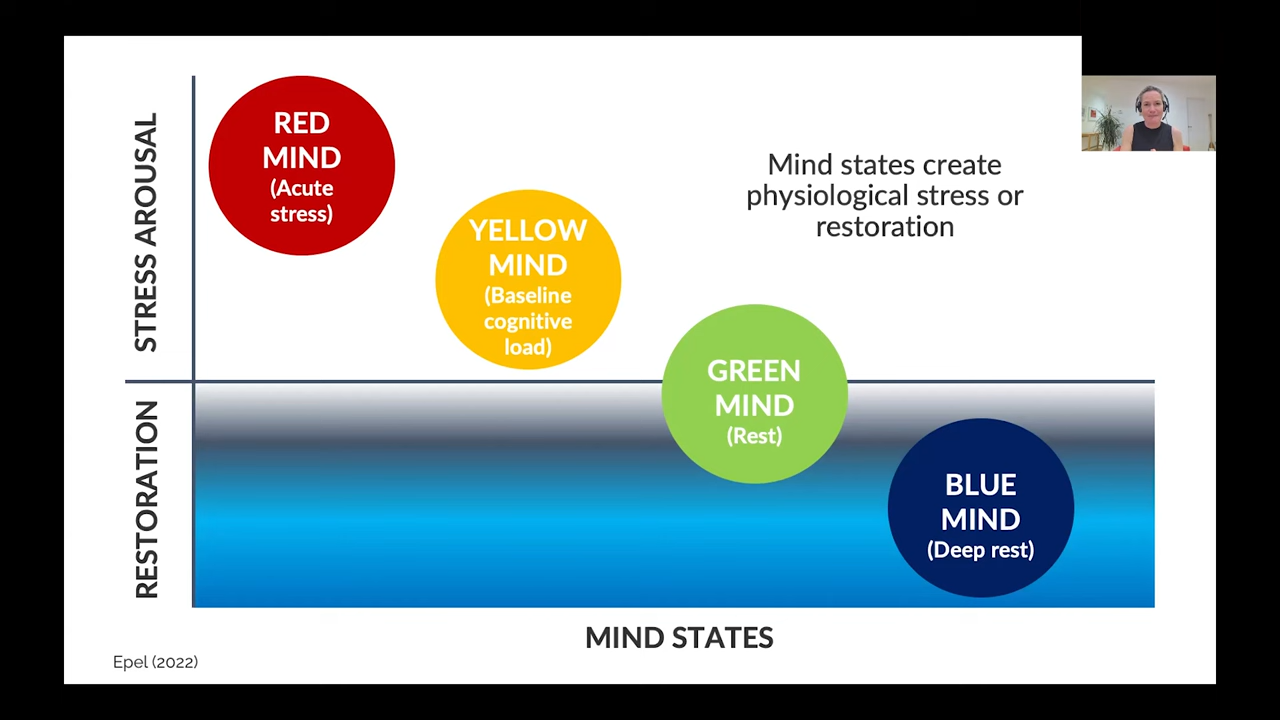 STRESS AROUSAL
RESTORATION
RED
MIND
(Acute
stress)
YELLOW
MIND
(Baseline
cognitive
load)
GREEN
MIND
(Rest)
BLUE
MIND
(Deep rest)
Mind states create
physiological stress or
restoration
MIND STATES
Epel (2022)